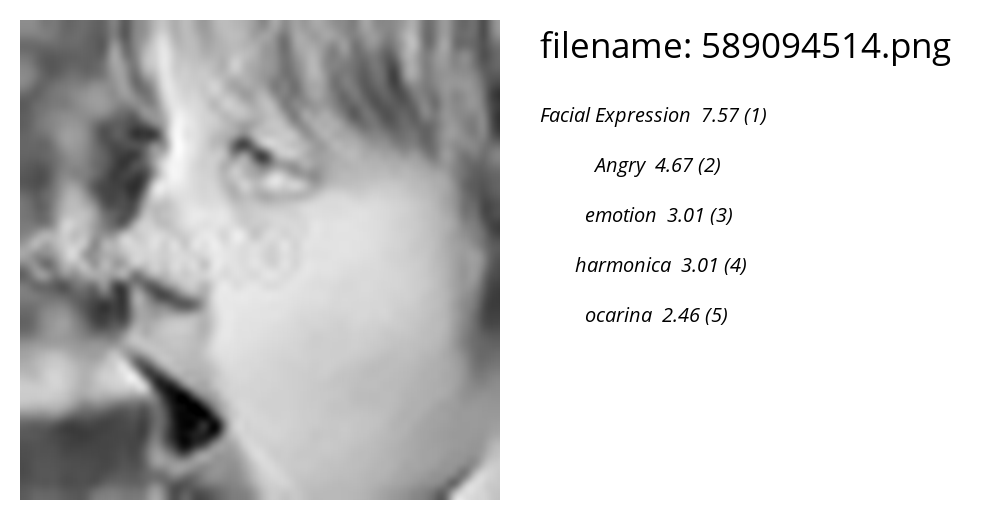 filename: 589094514.png
Facial Expression 7.57 (1)
Angry 4.67 (2)
emotion 3.01 (3)
harmonica 3.01 (4)
ocarina 2.46 (5)